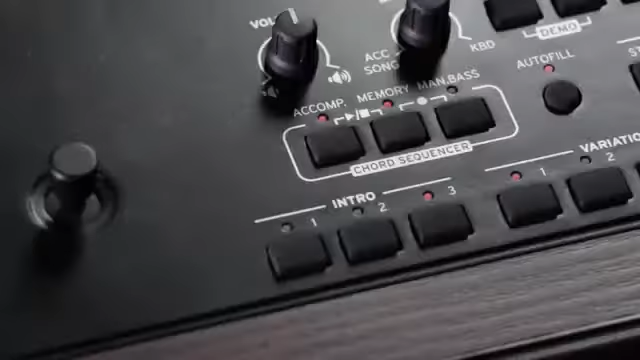 VOL
ACC
SONG
KBD
DEMO
AUTOFILL
ACCOMP. MEMORY MAN.BASS
CHORD SEQUENCER
INTRO
1 2 3
VARIATIO
1 2